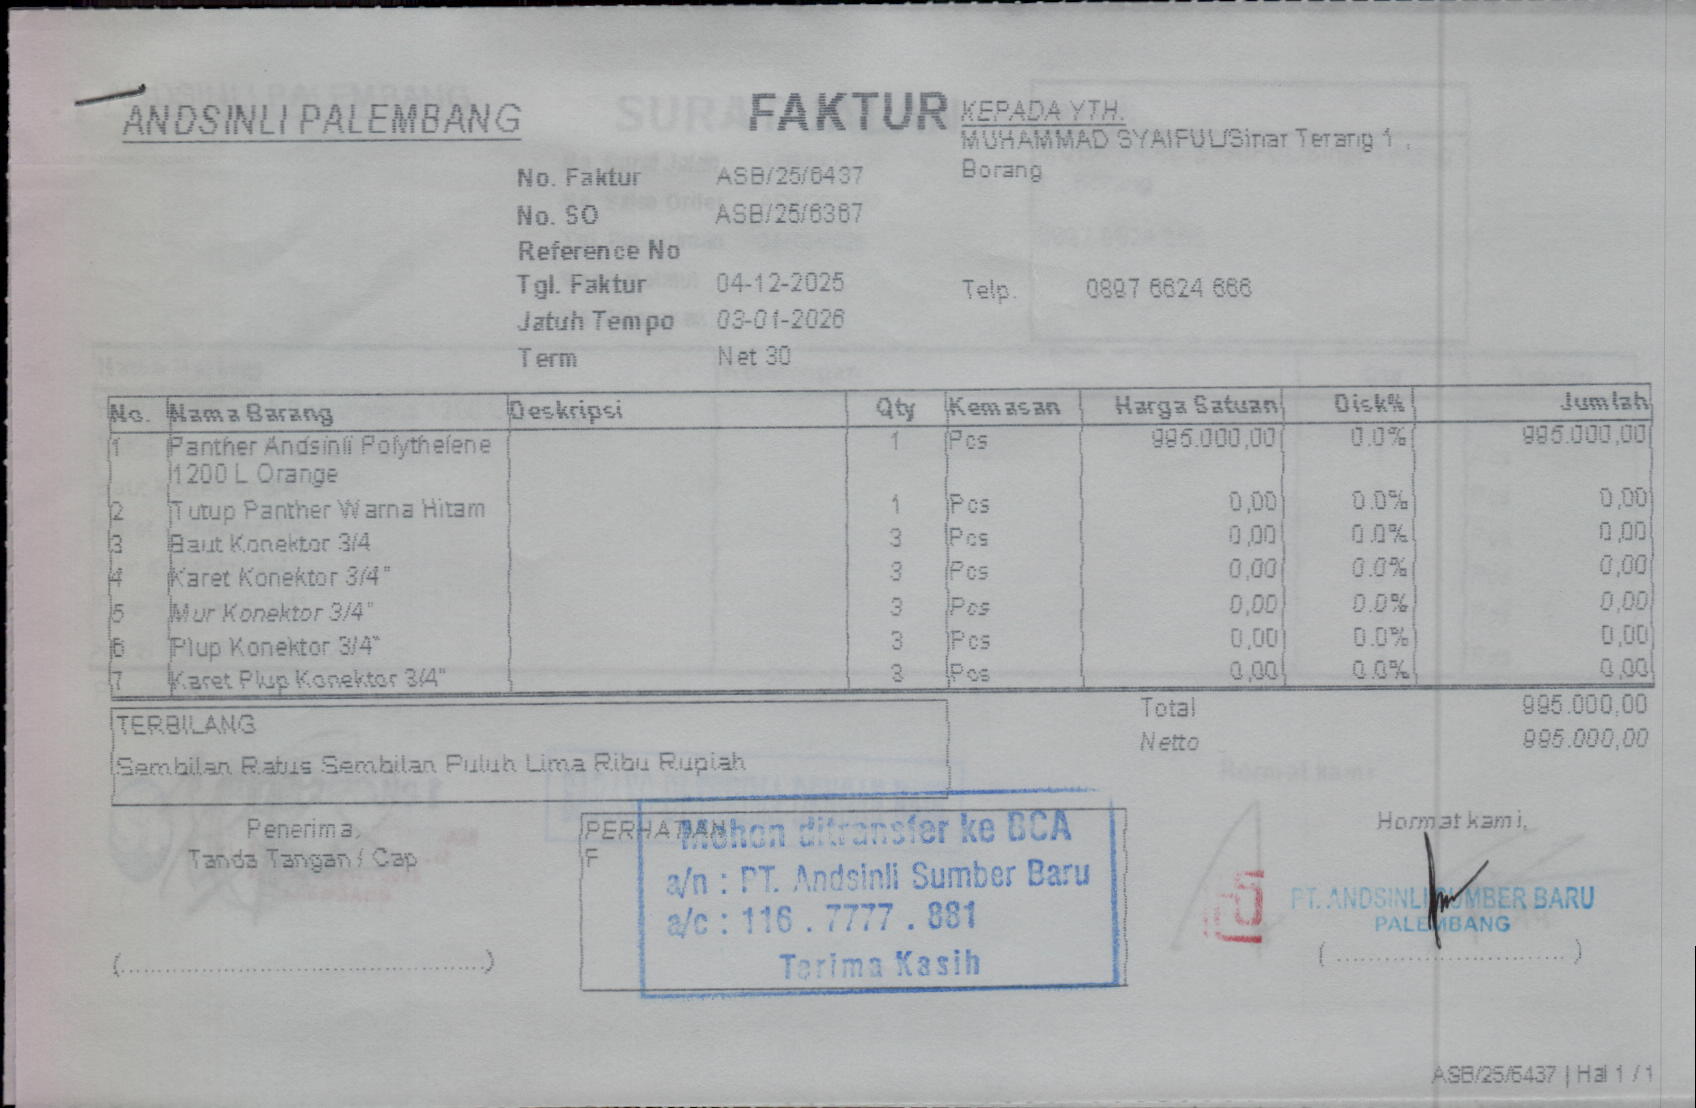 ANDSINLI PALEMBANG
FAKTUR
KEPADA YTH.
MUHAMMAD SYAIFUL/Sinar Terang 1 ,
Borang
Telp. 0897 6624 666
No. Faktur ASB/25/6437
No. SO ASB/25/6367
Reference No
Tgl. Faktur 04-12-2025
Jatuh Tempo 03-01-2026
Term Net 30
No. Nama Barang Deskripsi Qty Kemasan Harga Satuan Disk% Jumlah
1 Panther Andsinli Polythelene 1 Pcs 995.000,00 0.0% 995.000,00
1200 L Orange
2 Tutup Panther Warna Hitam 1 Pcs 0,00 0.0% 0,00
3 Baut Konektor 3/4 3 Pcs 0,00 0.0% 0,00
4 Karet Konektor 3/4" 3 Pcs 0,00 0.0% 0,00
5 Mur Konektor 3/4" 3 Pcs 0,00 0.0% 0,00
6 Plup Konektor 3/4" 3 Pcs 0,00 0.0% 0,00
7 Karet Plup Konektor 3/4" 3 Pcs 0,00 0.0% 0,00
Total 995.000,00
Netto 995.000,00
TERBILANG
Sembilan Ratus Sembilan Puluh Lima Ribu Rupiah
Penerima,
Tanda Tangan / Cap
PERHATIAN
F
Mohon ditransfer ke BCA
a/n : PT. Andsinli Sumber Baru
a/c : 116 . 7777 . 881
Terima Kasih
Hormat kami,
PT. ANDSINLI SUMBER BARU
PALEMBANG
ASB/25/6437 | Hal 1 / 1